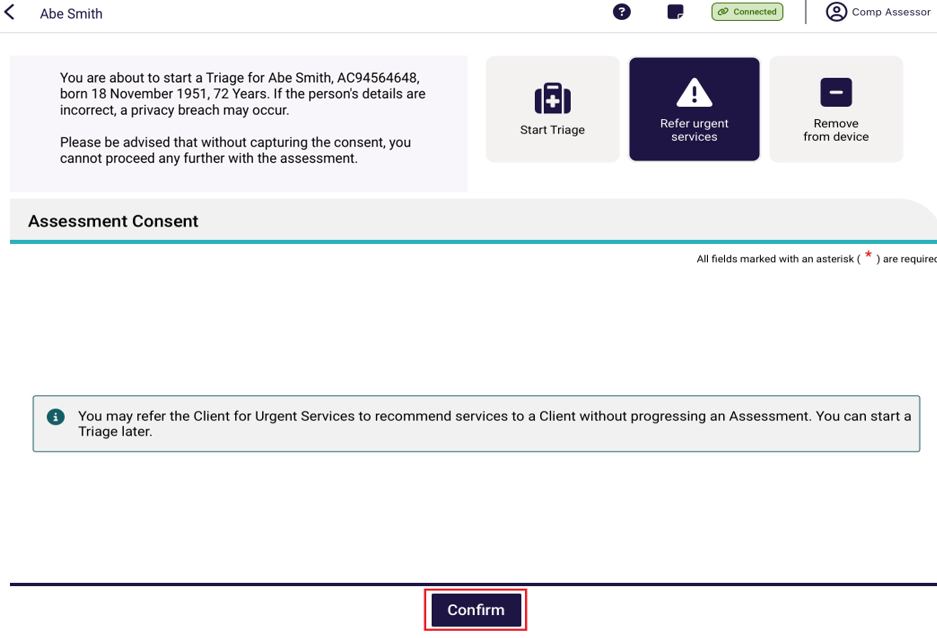 Abe Smith
Connected
Comp Assessor
You are about to start a Triage for Abe Smith, AC94564648,
born 18 November 1951, 72 Years. If the person's details are
incorrect, a privacy breach may occur.
Please be advised that without capturing the consent, you
cannot proceed any further with the assessment.
Start Triage
Refer urgent
services
Remove
from device
Assessment Consent
All fields marked with an asterisk ( * ) are required
You may refer the Client for Urgent Services to recommend services to a Client without progressing an Assessment. You can start a
Triage later.
Confirm